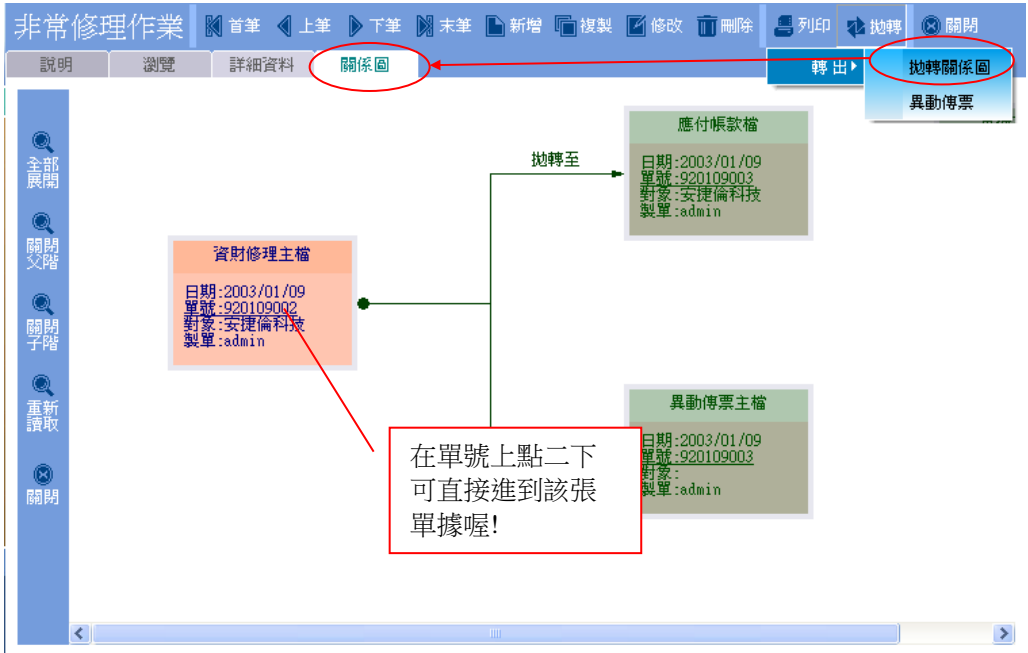 非常修理作業 首筆 上筆 下筆 末筆 新增 複製 修改 刪除 列印 拋轉 關閉
說明 瀏覽 詳細資料 關係圖
轉出 拋轉關係圖
異動傳票
全部
展開
關閉
父階
關閉
子階
重新
讀取
關閉
資財修理主檔
日期:2003/01/09
單號:920109002
對象:安捷倫科技
製單:admin
拋轉至
應付帳款檔
日期:2003/01/09
單號:920109003
對象:安捷倫科技
製單:admin
異動傳票主檔
日期:2003/01/09
單號:920109003
對象:
製單:admin
在單號上點二下
可直接進到該張
單據喔!